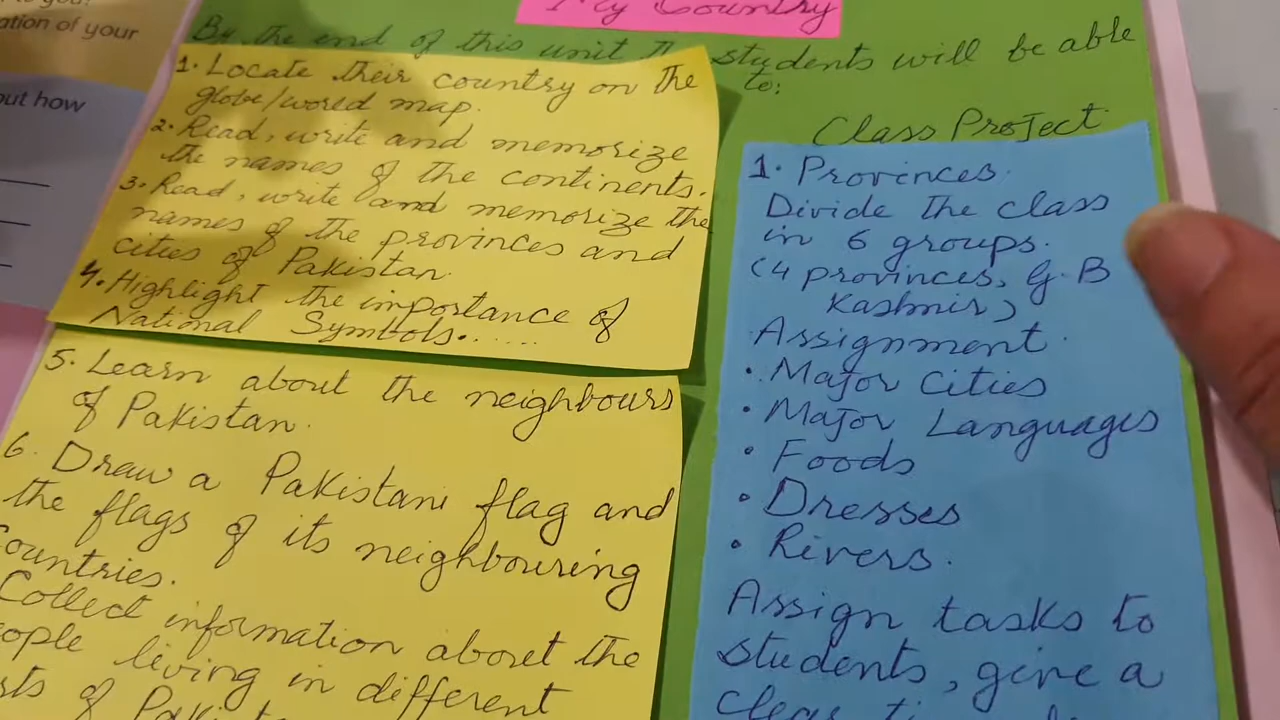 to you?
ation of your
out how
My Country
By the end of this unit the students will be able
to:
1. Locate their country on the
globe/world map.
2. Read, write and memorize
the names of the continents.
3. Read, write and memorize the
names of the provinces and
cities of Pakistan.
4. Highlight the importance of
National Symbols......
5. Learn about the neighbours
of Pakistan.
6. Draw a Pakistani flag and
the flags of its neighbouring
Countries.
Collect information about the
people living in different
Class Project
1. Provinces.
Divide the class
in 6 groups.
(4 provinces, G.B
Kashmir)
Assignment.
• Major Cities
• Major Languages
• Foods
• Dresses
• Rivers.
Assign tasks to
students, give a